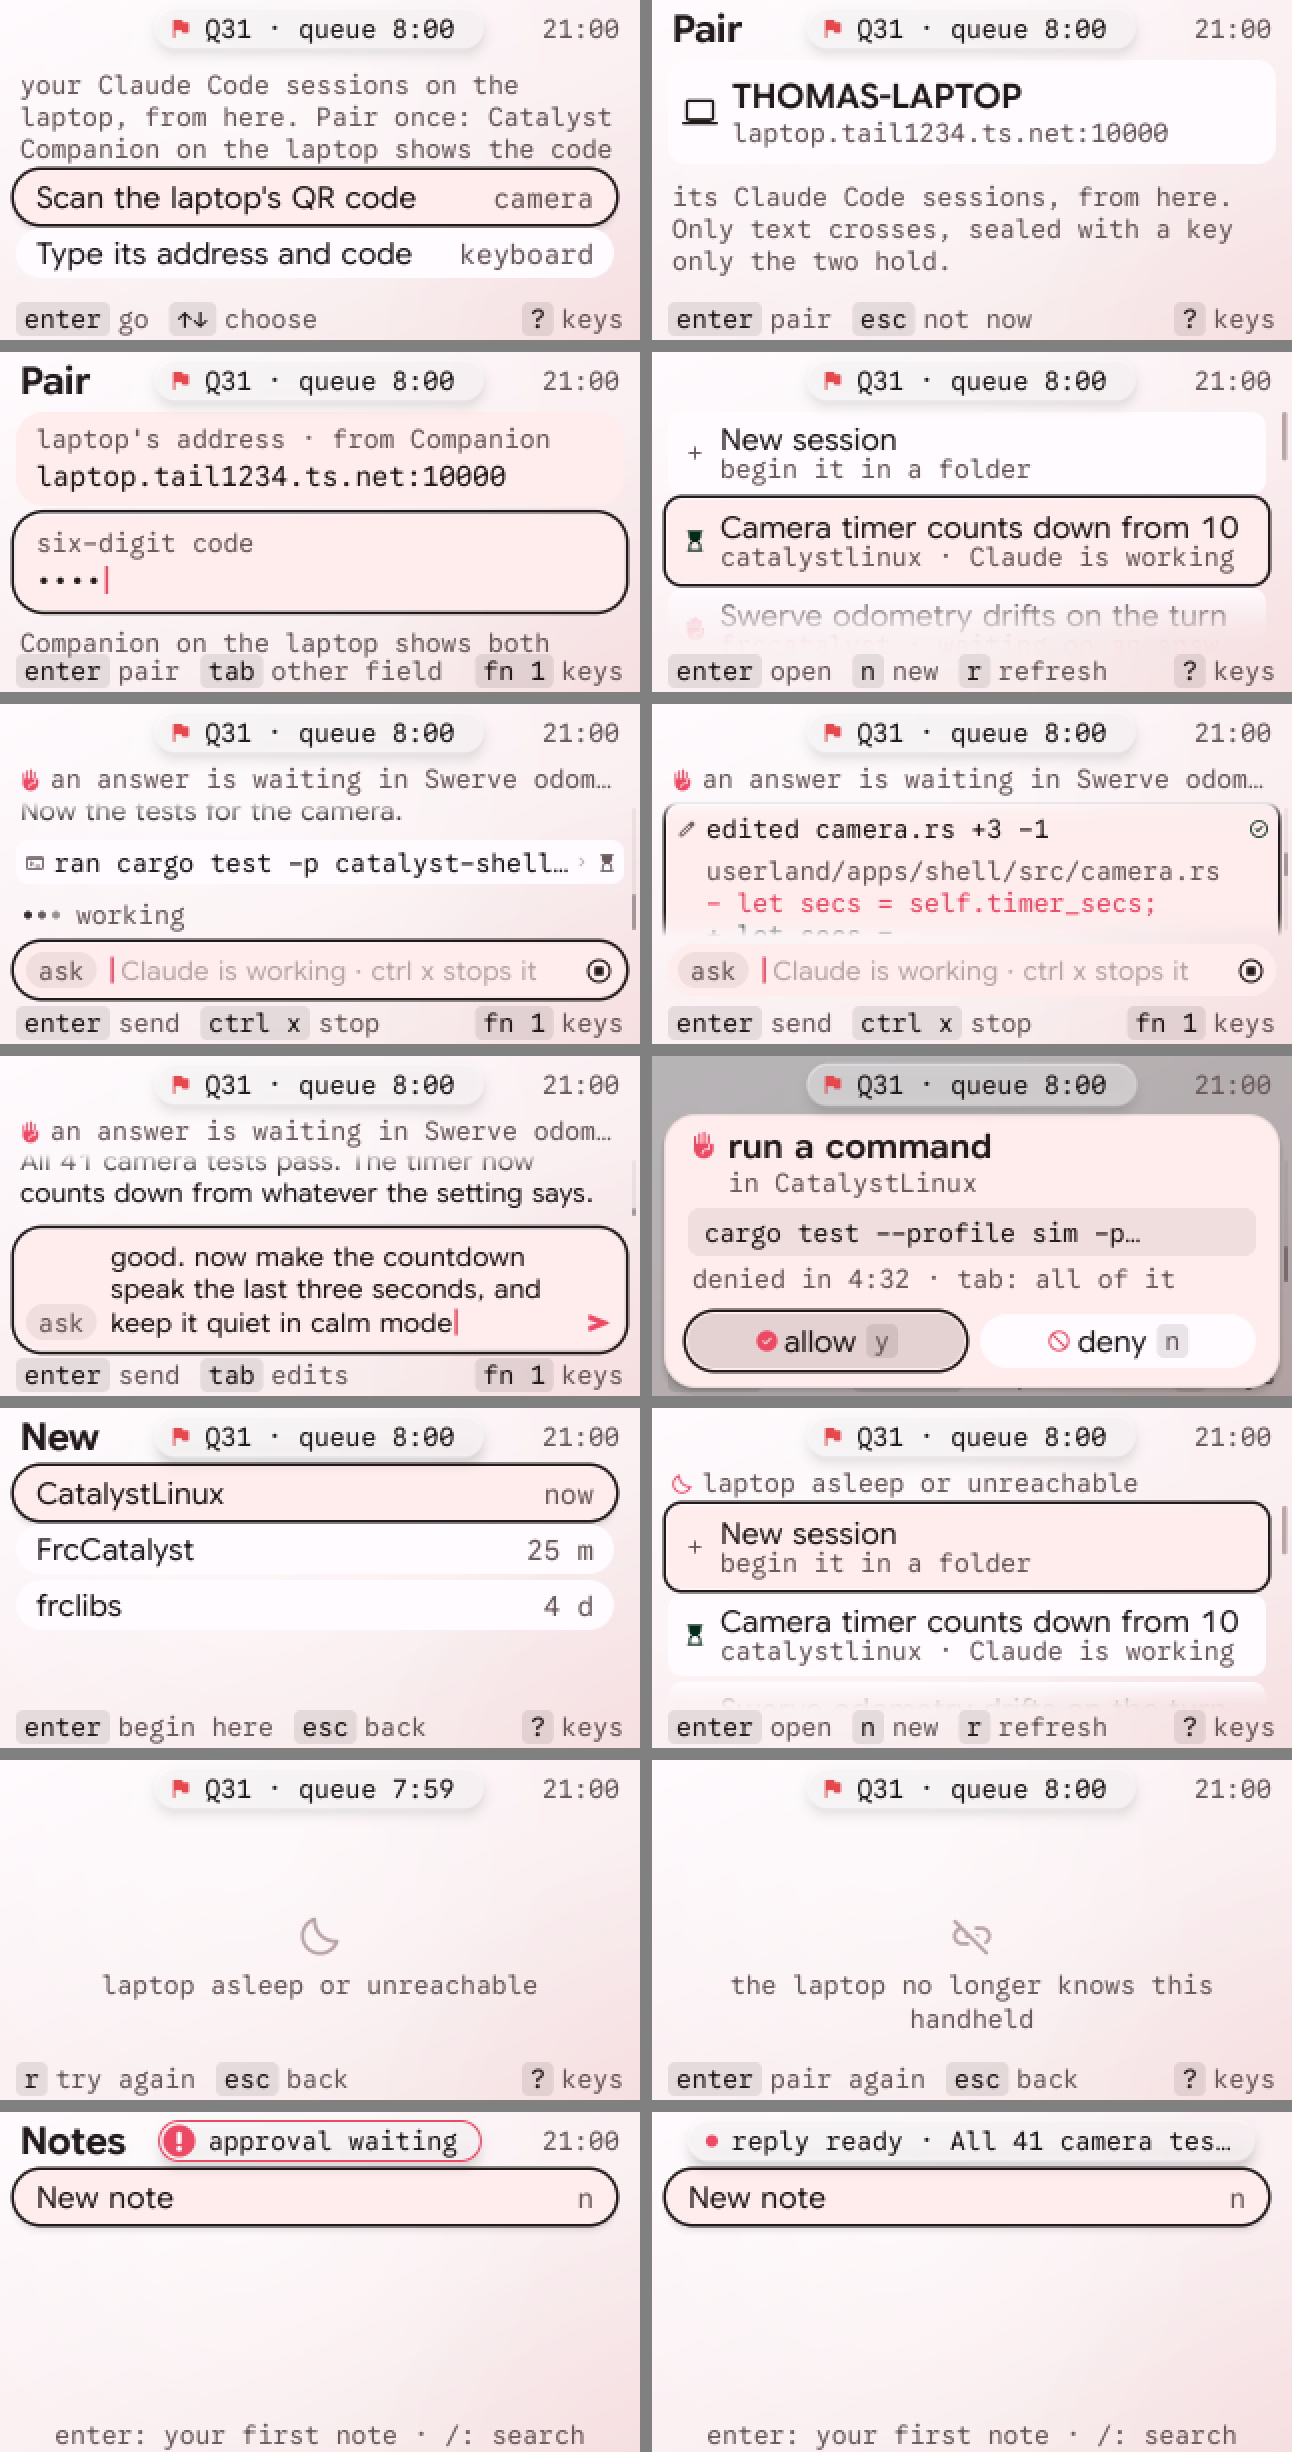 Q31 · queue 8:00 21:00
your Claude Code sessions on the
laptop, from here. Pair once: Catalyst
Companion on the laptop shows the code
Scan the laptop's QR code camera
Type its address and code keyboard
enter go ↑↓ choose ? keys
Pair Q31 · queue 8:00 21:00
THOMAS-LAPTOP
laptop.tail1234.ts.net:10000
its Claude Code sessions, from here.
Only text crosses, sealed with a key
only the two hold.
enter pair esc not now ? keys
Pair Q31 · queue 8:00 21:00
laptop's address · from Companion
laptop.tail1234.ts.net:10000
six-digit code
••••
Companion on the laptop shows both
enter pair tab other field fn 1 keys
Q31 · queue 8:00 21:00
+ New session
begin it in a folder
Camera timer counts down from 10
catalystlinux · Claude is working
Swerve odometry drifts on the turn
enter open n new r refresh ? keys
Q31 · queue 8:00 21:00
an answer is waiting in Swerve odom…
Now the tests for the camera.
ran cargo test -p catalyst-shell… ›
••• working
ask Claude is working · ctrl x stops it
enter send ctrl x stop fn 1 keys
Q31 · queue 8:00 21:00
an answer is waiting in Swerve odom…
edited camera.rs +3 -1
userland/apps/shell/src/camera.rs
- let secs = self.timer_secs;
+ let secs =
ask Claude is working · ctrl x stops it
enter send ctrl x stop fn 1 keys
Q31 · queue 8:00 21:00
an answer is waiting in Swerve odom…
All 41 camera tests pass. The timer now
counts down from whatever the setting says.
good. now make the countdown
speak the last three seconds, and
ask keep it quiet in calm mode
enter send tab edits fn 1 keys
Q31 · queue 8:00 21:00
run a command
in CatalystLinux
cargo test --profile sim -p…
denied in 4:32 · tab: all of it
allow y deny n
New Q31 · queue 8:00 21:00
CatalystLinux now
FrcCatalyst 25 m
frclibs 4 d
enter begin here esc back ? keys
Q31 · queue 8:00 21:00
laptop asleep or unreachable
+ New session
begin it in a folder
Camera timer counts down from 10
catalystlinux · Claude is working
Swerve odometry drifts on the turn
enter open n new r refresh ? keys
Q31 · queue 7:59 21:00
laptop asleep or unreachable
r try again esc back ? keys
Q31 · queue 8:00 21:00
the laptop no longer knows this
handheld
enter pair again esc back ? keys
Notes approval waiting 21:00
New note n
enter: your first note · /: search
reply ready · All 41 camera tes…
New note n
enter: your first note · /: search